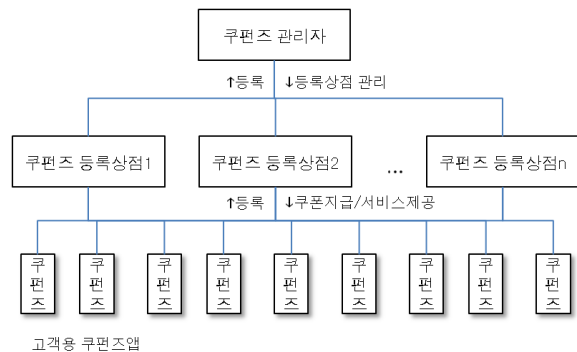 쿠펀즈 관리자
↑등록 ↓등록상점 관리
쿠펀즈 등록상점1 쿠펀즈 등록상점2 ... 쿠펀즈 등록상점n
↑등록 ↓쿠폰지급/서비스제공
쿠펀즈 쿠펀즈 쿠펀즈 쿠펀즈 쿠펀즈 쿠펀즈 쿠펀즈 쿠펀즈 쿠펀즈
고객용 쿠펀즈앱